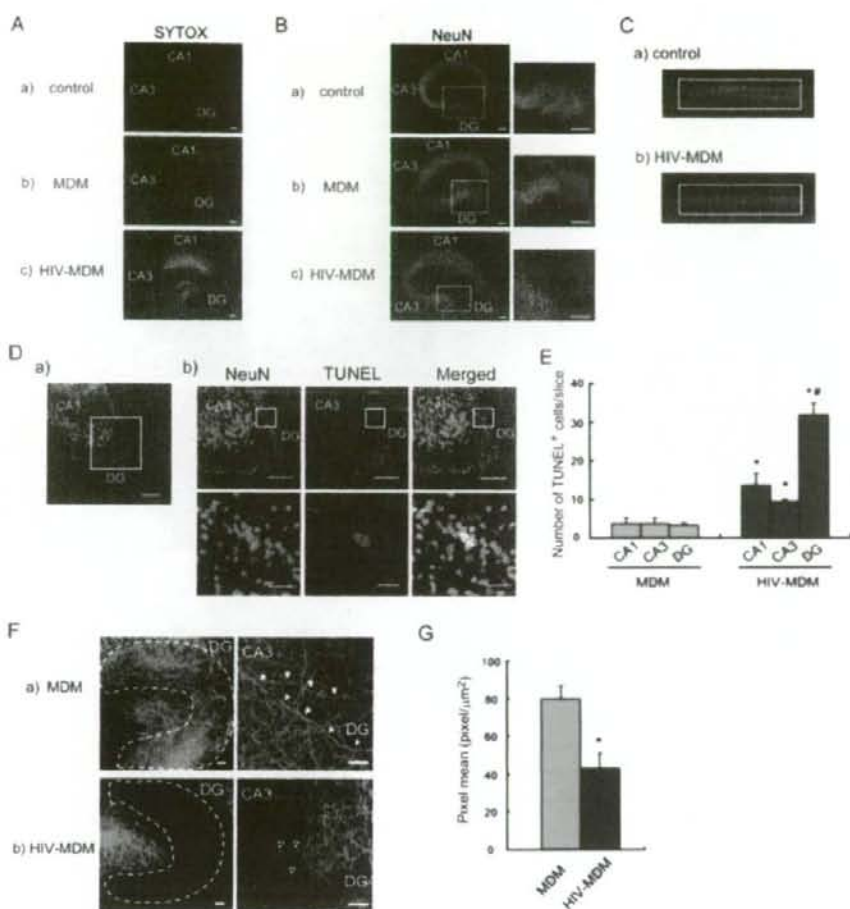 A
SYTOX
CA1
a) control
CA3
DG
CA1
b) MDM
CA3
DG
CA1
c) HIV-MDM
CA3
DG
B
NeuN
CA1
a) control
CA3
DG
CA1
b) MDM
CA3
DG
CA1
c) HIV-MDM
CA3
DG
C
a) control
b) HIV-MDM
D
a)
DG
b)
NeuN TUNEL Merged
CA3
DG
CA3
DG
DG
E
Number of TUNEL+ cells/slice
40
30
20
10
0
*
*
*#
CA1 CA3 DG CA1 CA3 DG
MDM HIV-MDM
F
a) MDM
DG
CA3
DG
b) HIV-MDM
DG
CA3
DG
G
Pixel mean (pixel/μm²)
100
80
60
40
20
0
*
MDM HIV-MDM